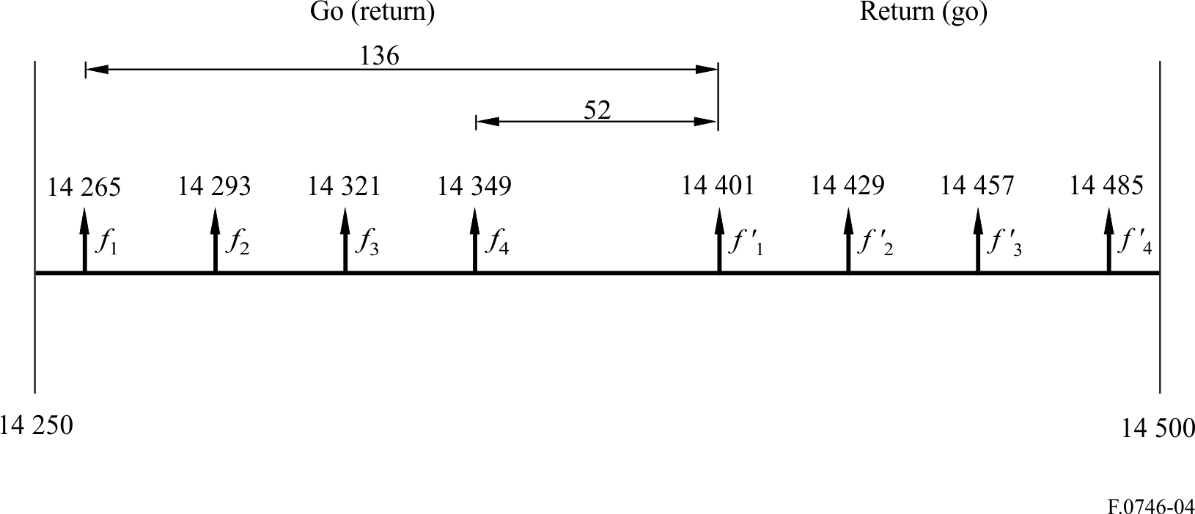 Go (return) Return (go)
136
52
14 265 14 293 14 321 14 349 14 401 14 429 14 457 14 485
f1 f2 f3 f4 f′1 f′2 f′3 f′4
14 250 14 500
F.0746-04